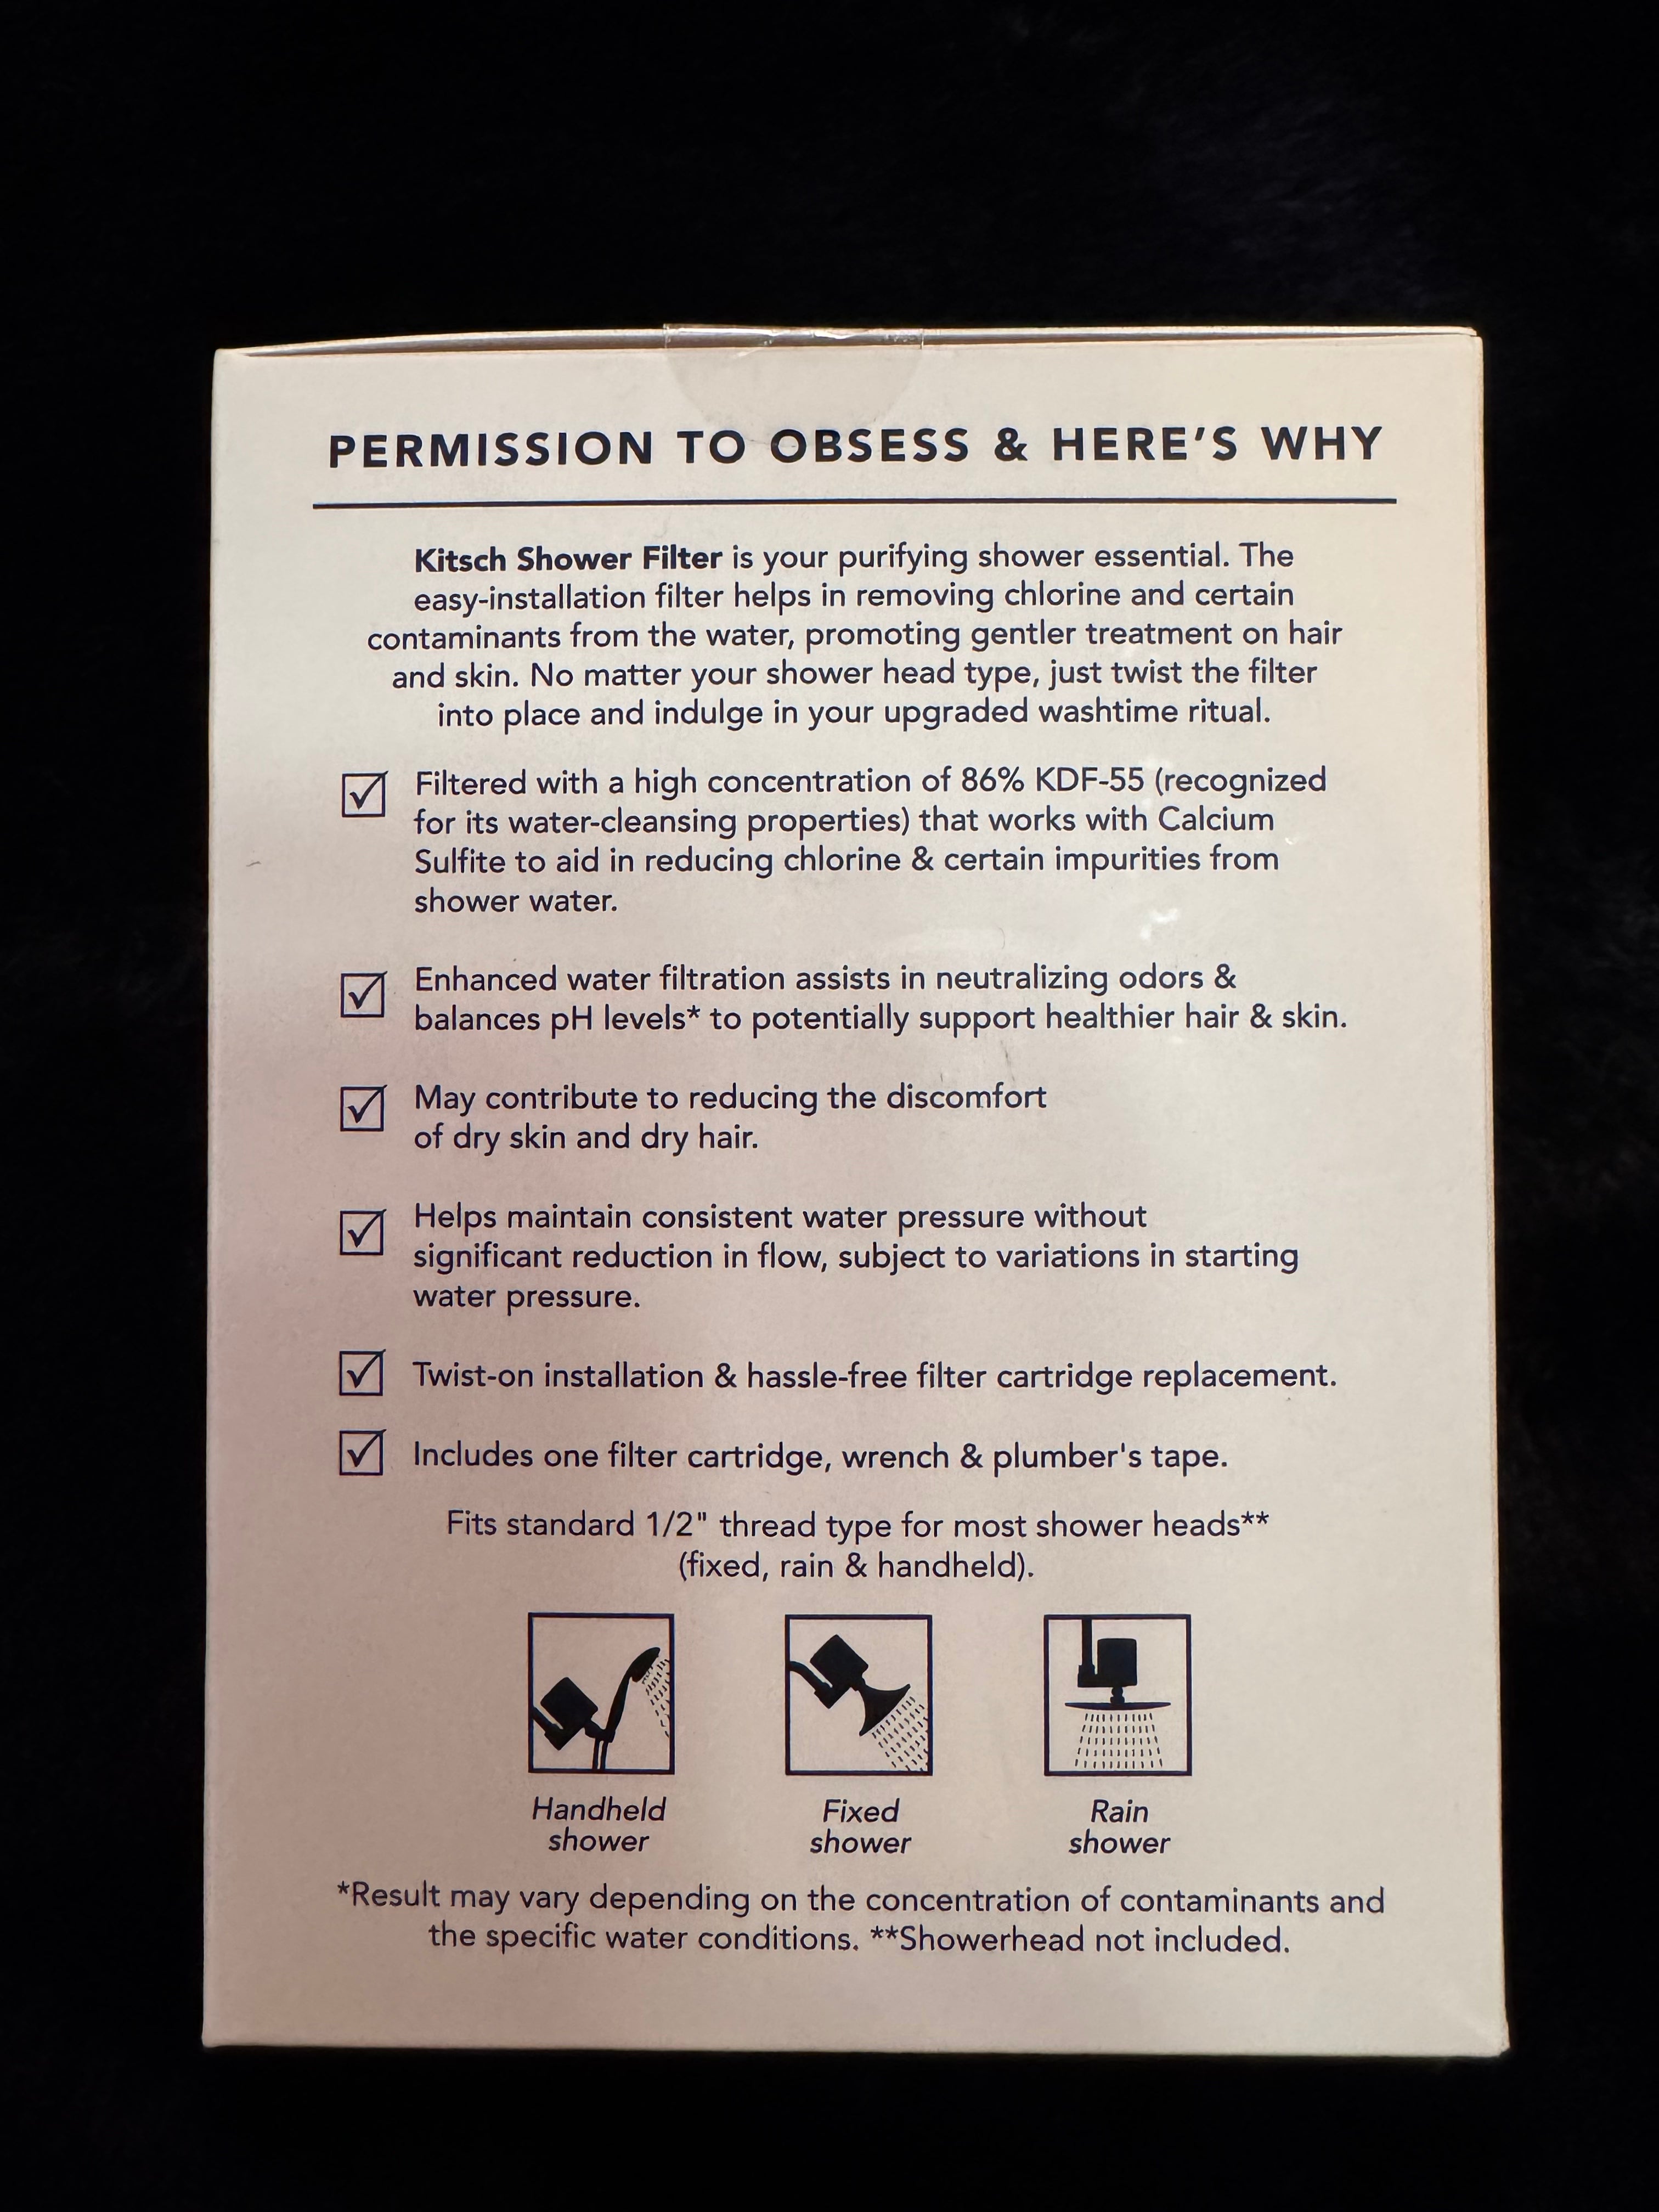 PERMISSION TO OBSESS & HERE'S WHY
Kitsch Shower Filter is your purifying shower essential. The
easy-installation filter helps in removing chlorine and certain
contaminants from the water, promoting gentler treatment on hair
and skin. No matter your shower head type, just twist the filter
into place and indulge in your upgraded washtime ritual.
Filtered with a high concentration of 86% KDF-55 (recognized
for its water-cleansing properties) that works with Calcium
Sulfite to aid in reducing chlorine & certain impurities from
shower water.
Enhanced water filtration assists in neutralizing odors &
balances pH levels* to potentially support healthier hair & skin.
May contribute to reducing the discomfort
of dry skin and dry hair.
Helps maintain consistent water pressure without
significant reduction in flow, subject to variations in starting
water pressure.
Twist-on installation & hassle-free filter cartridge replacement.
Includes one filter cartridge, wrench & plumber's tape.
Fits standard 1/2" thread type for most shower heads**
(fixed, rain & handheld).
Handheld
shower
Fixed
shower
Rain
shower
*Result may vary depending on the concentration of contaminants and
the specific water conditions. **Showerhead not included.